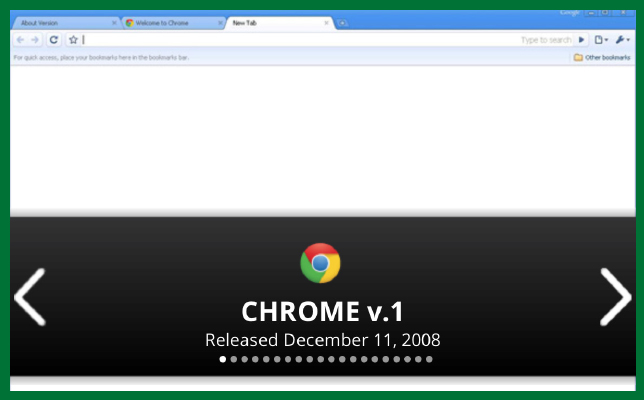 Google
About Version
Welcome to Chrome
New Tab
Type to search
For quick access, place your bookmarks here in the bookmarks bar.
Other bookmarks
CHROME v.1
Released December 11, 2008